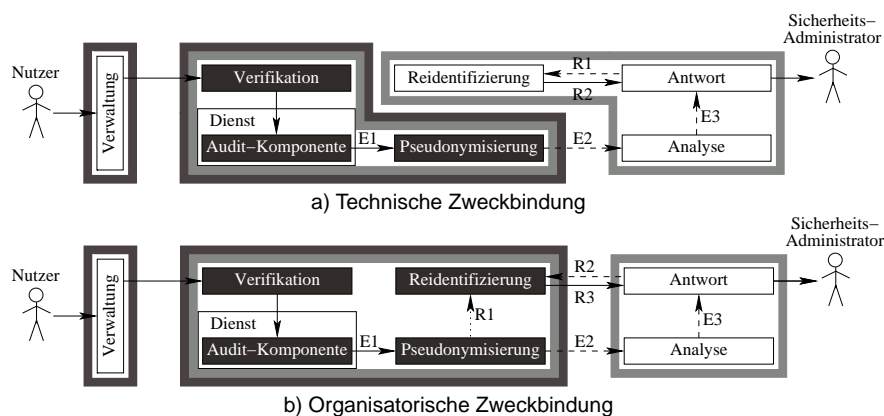 Sicherheits–
Administrator
Nutzer
Verwaltung
Verifikation
Reidentifizierung
R1
R2
Antwort
Dienst
E1
E2
E3
Audit–Komponente
Pseudonymisierung
Analyse
a) Technische Zweckbindung
Sicherheits–
Administrator
Nutzer
Verwaltung
Verifikation
Reidentifizierung
R2
R3
Antwort
Dienst
R1
E1
E2
E3
Audit–Komponente
Pseudonymisierung
Analyse
b) Organisatorische Zweckbindung